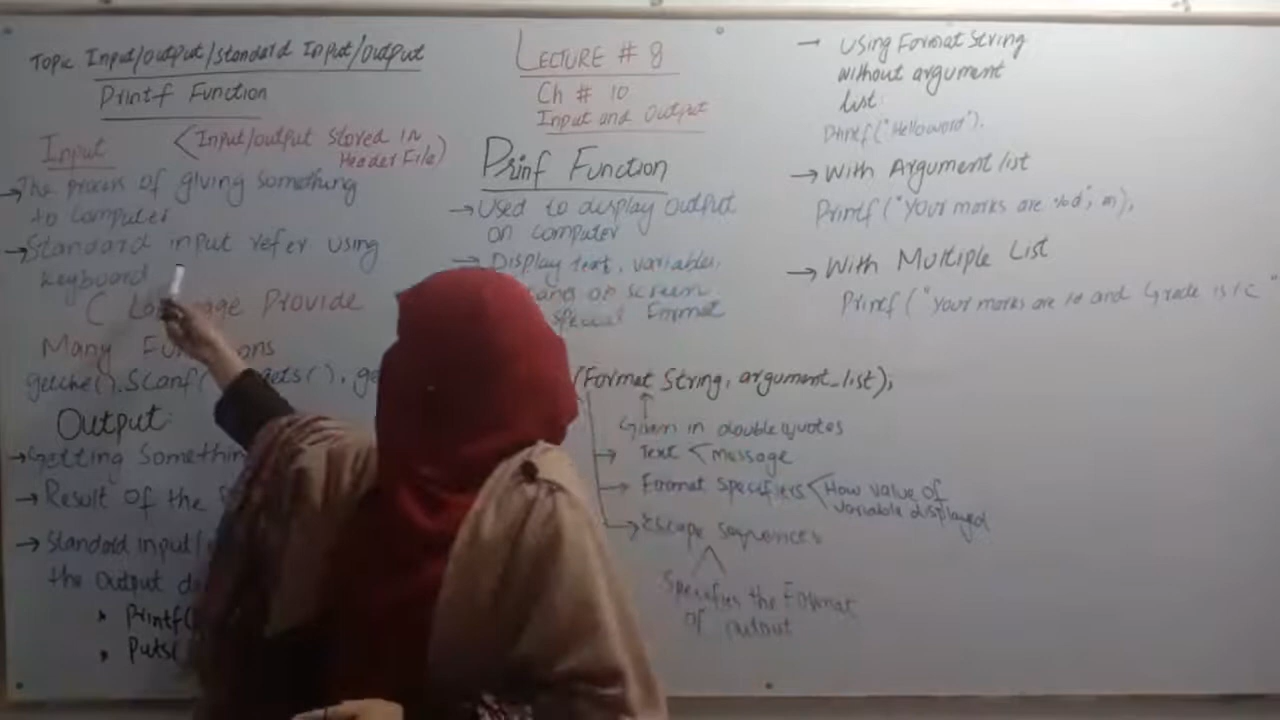 Topic Input/output/standard Input/output
Printf Function
Input
<Input/output stored in
Header File)
→ The process of giving something
to computer
→ Standard input refer using
keyboard
( Provide
Many
getche().Scanf( gets().
Output:
→ Getting Somethin
→ Result of the
→ Standard input/
the output d
• Printf(
• Puts(
LECTURE # 8
Ch # 10
Input and Output
Prinf Function
→ Used to display output
on computer
→ Display text, variables,
on screen
Format
(Format String, argument_list);
Given in double quotes
→ Text < message
→ Format specifiers < How value of
variable displayed
→ Escape sequences
Specifies the Format
of output
→ Using Format String
without argument
list.
Printf("Helloword").
→ With Argument list
Printf ("Your marks are %d", m),
→ With Multiple List
Printf ("Your marks are and Grade is